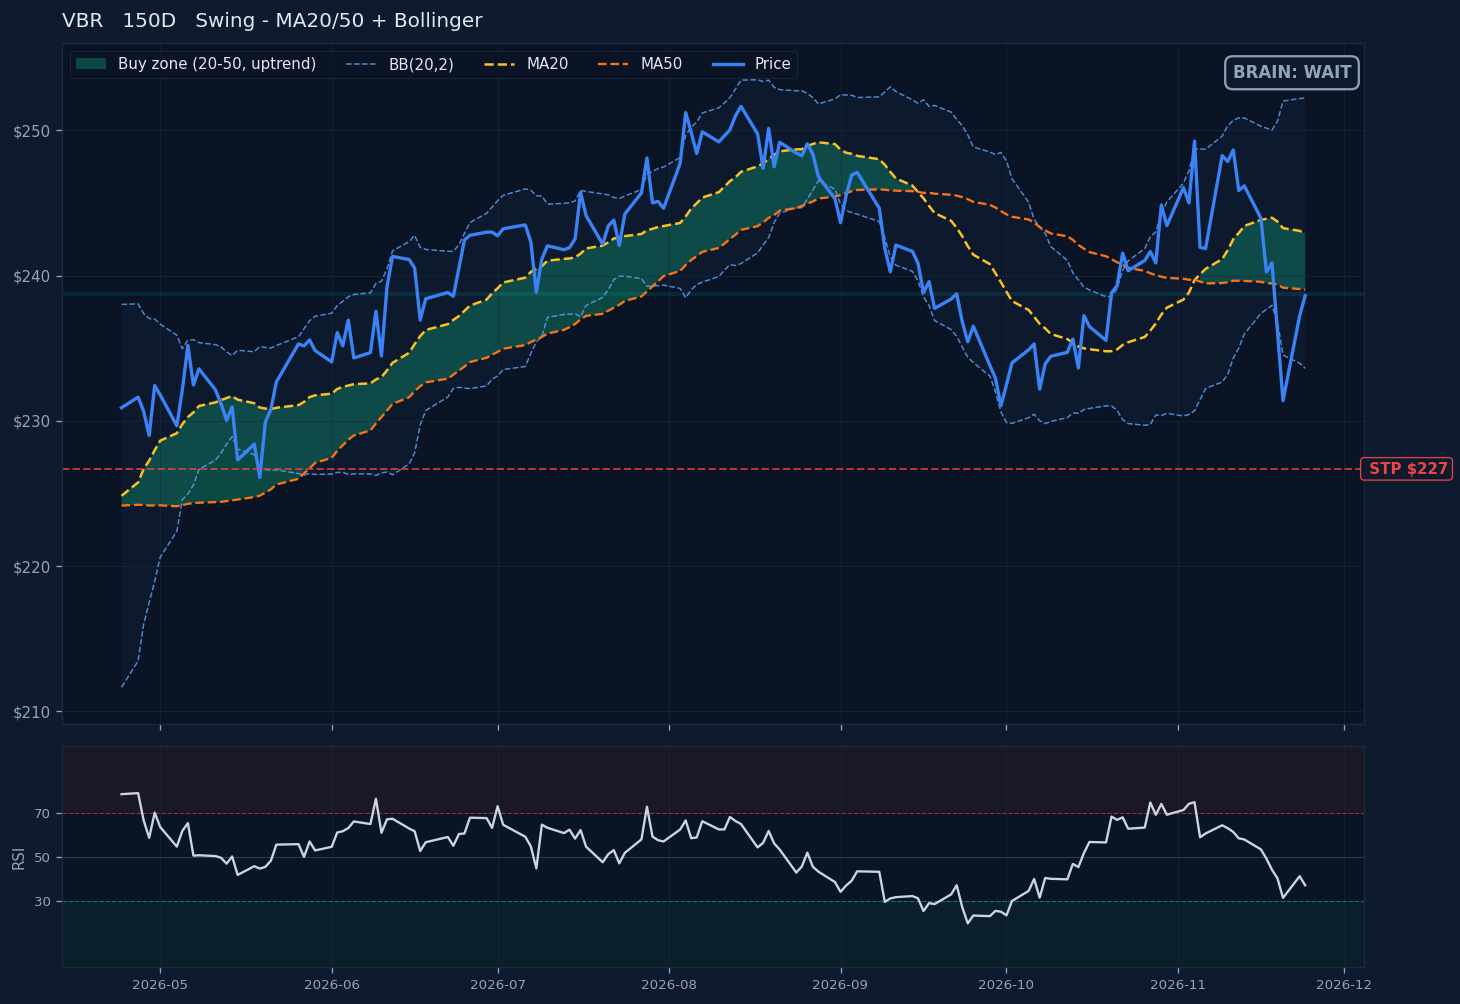 VBR 150D Swing - MA20/50 + Bollinger
Buy zone (20-50, uptrend) BB(20,2) MA20 MA50 Price
BRAIN: WAIT
$250
$240
$230
$220
$210
STP $227
RSI
70
50
30
2026-05 2026-06 2026-07 2026-08 2026-09 2026-10 2026-11 2026-12